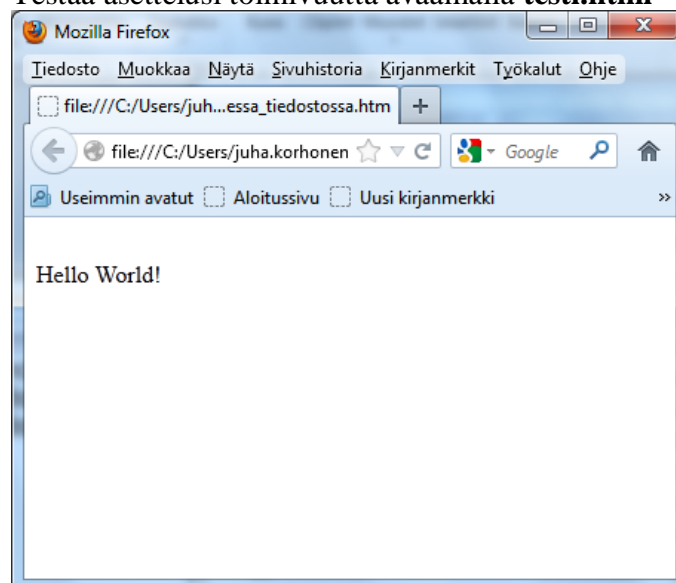 Testaa asettelusi toimivuutta avaamalla testi.html
Mozilla Firefox
Tiedosto Muokkaa Näytä Sivuhistoria Kirjanmerkit Työkalut Ohje
file:///C:/Users/juh...essa_tiedostossa.htm
file:///C:/Users/juha.korhonen Google
Useimmin avatut Aloitussivu Uusi kirjanmerkki »
Hello World!